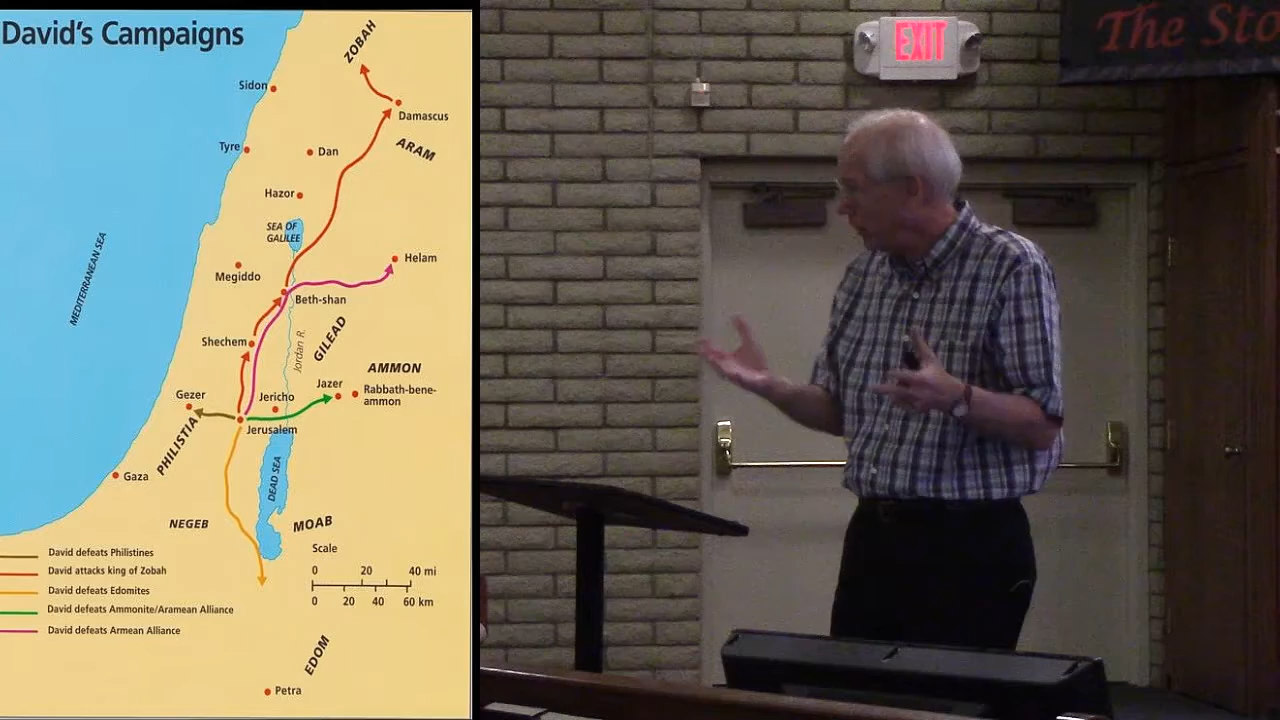 David's Campaigns
ZOBAH
Sidon
Damascus
Tyre
Dan
ARAM
Hazor
SEA OF
GALILEE
MEDITERRANEAN SEA
Megiddo
Helam
Beth-shan
Shechem
Jordan R.
GILEAD
AMMON
Gezer
Jericho
Jazer
Rabbath-bene-
ammon
Jerusalem
PHILISTIA
Gaza
DEAD SEA
NEGEB
MOAB
Scale
0 20 40 mi
0 20 40 60 km
David defeats Philistines
David attacks king of Zobah
David defeats Edomites
David defeats Ammonite/Aramean Alliance
David defeats Armean Alliance
EDOM
Petra
EXIT
The Sto